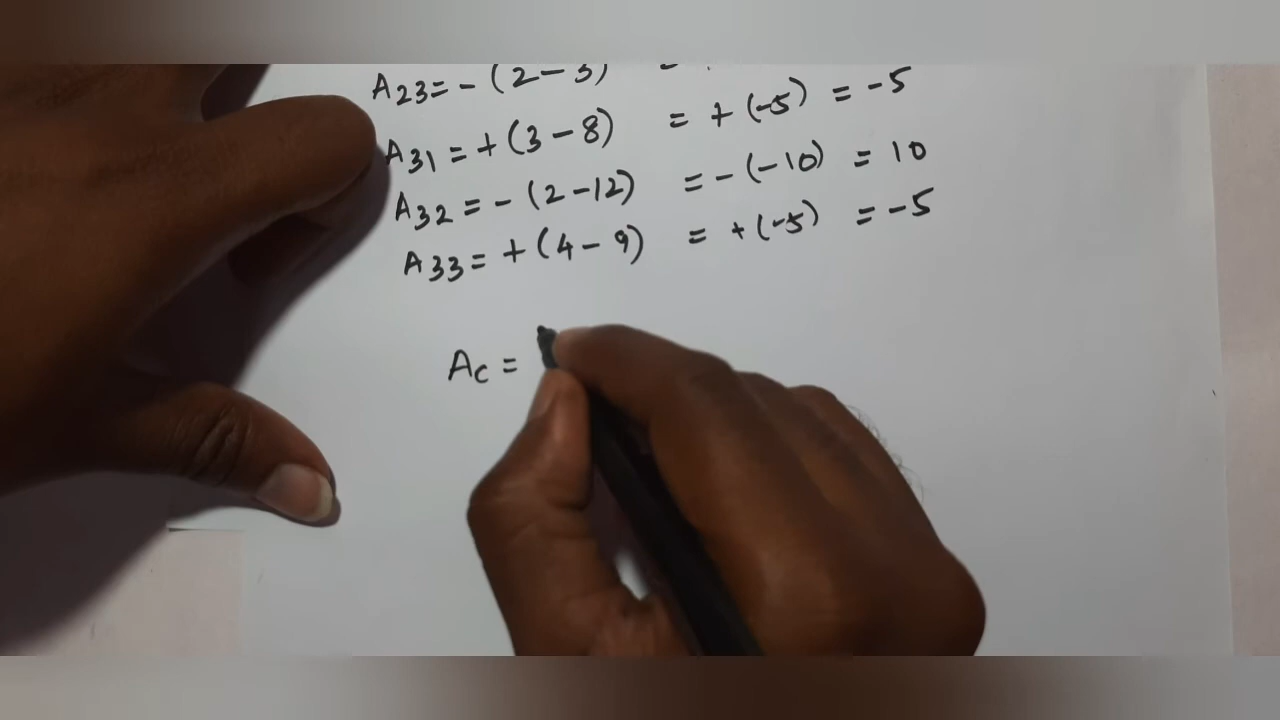 A23 = - (2 - 3) =
A31 = + (3 - 8) = + (-5) = -5
A32 = - (2 - 12) = - (-10) = 10
A33 = + (4 - 9) = + (-5) = -5
Ac =